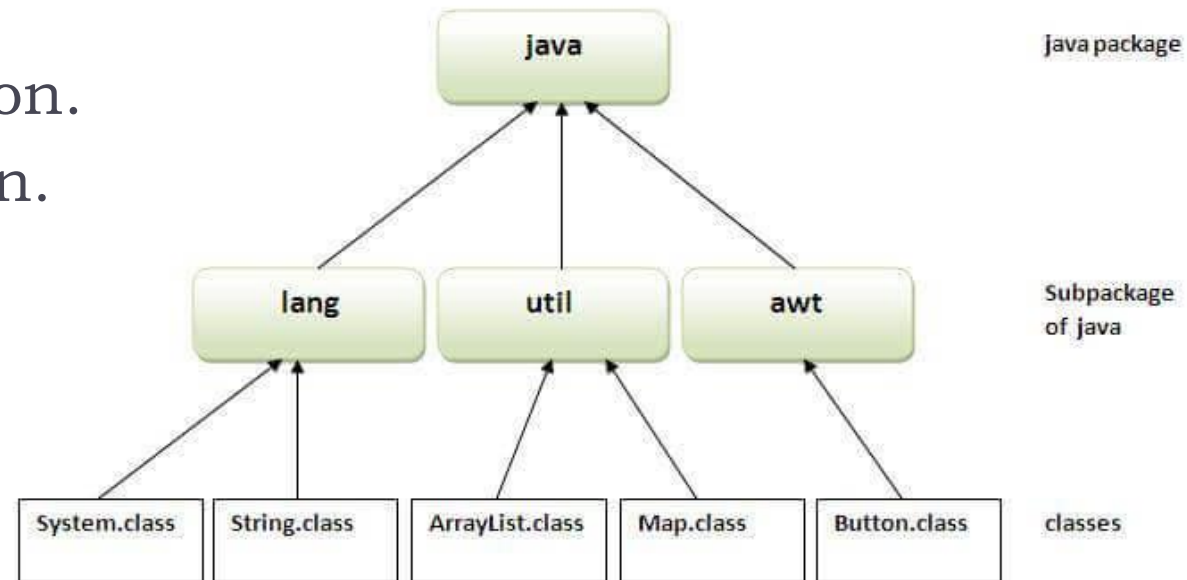 java
java package
on.
n.
lang
util
awt
Subpackage
of java
System.class
String.class
ArrayList.class
Map.class
Button.class
classes